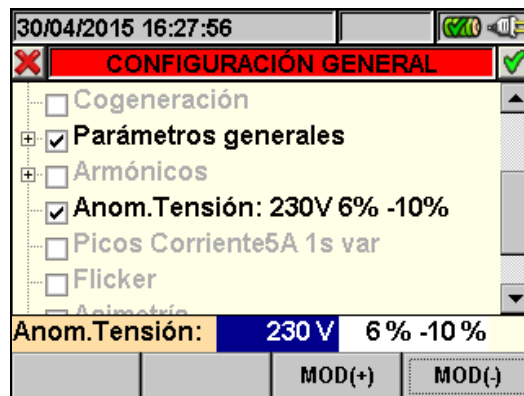 30/04/2015 16:27:56
CONFIGURACIÓN GENERAL
Cogeneración
Parámetros generales
Armónicos
Anom.Tensión: 230V 6% -10%
Picos Corriente5A 1s var
Flicker
Asimetría
Anom.Tensión: 230 V 6 % -10 %
MOD(+) MOD(-)